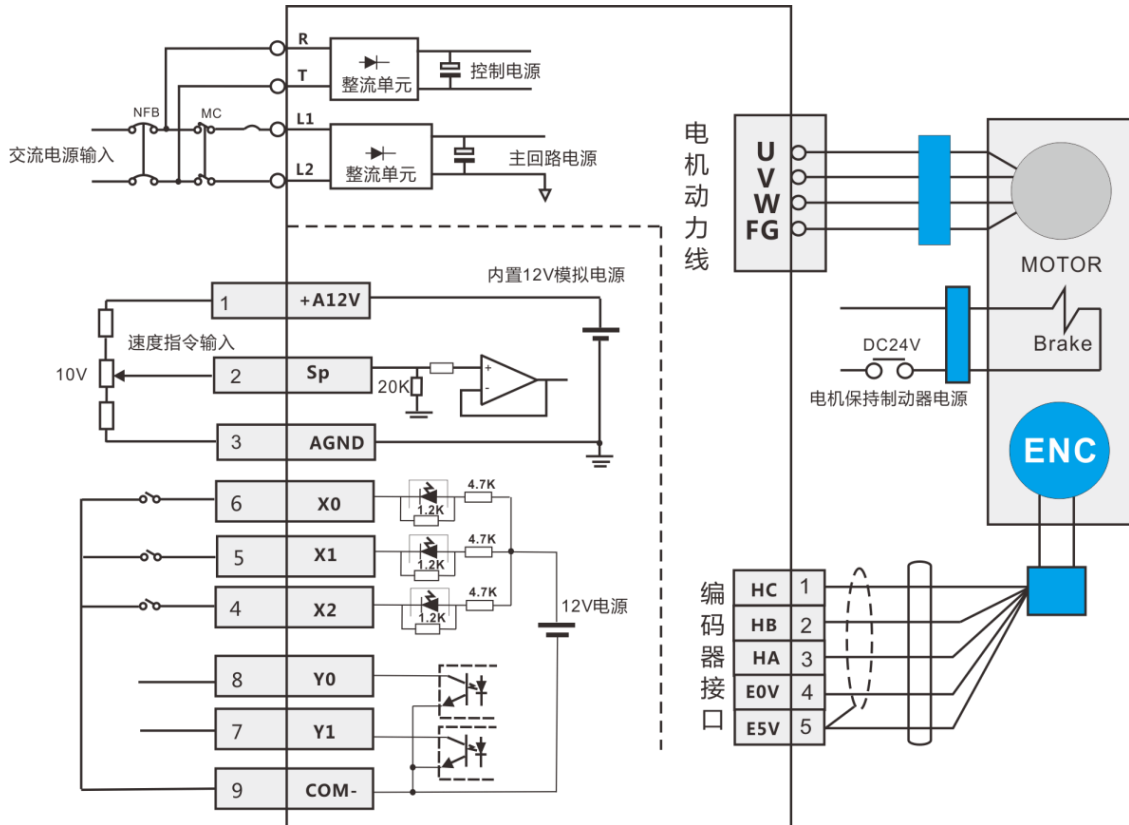 R
T
整流单元
控制电源
NFB
MC
L1
交流电源输入
L2
整流单元
主回路电源
电机动力线
U
V
W
FG
MOTOR
内置12V模拟电源
1
+A12V
速度指令输入
10V
2
Sp
20K
+
-
3
AGND
DC24V
Brake
电机保持制动器电源
ENC
6
X0
1.2K
4.7K
5
X1
1.2K
4.7K
4
X2
1.2K
4.7K
12V电源
8
Y0
7
Y1
9
COM-
编码器接口
HC
1
HB
2
HA
3
E0V
4
E5V
5